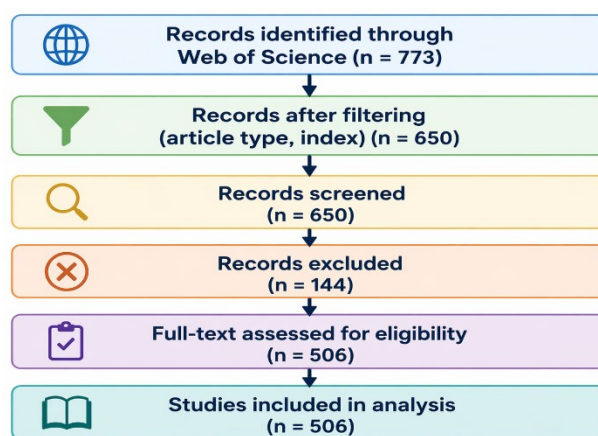 Records identified through
Web of Science (n = 773)
Records after filtering
(article type, index) (n = 650)
Records screened
(n = 650)
Records excluded
(n = 144)
Full-text assessed for eligibility
(n = 506)
Studies included in analysis
(n = 506)